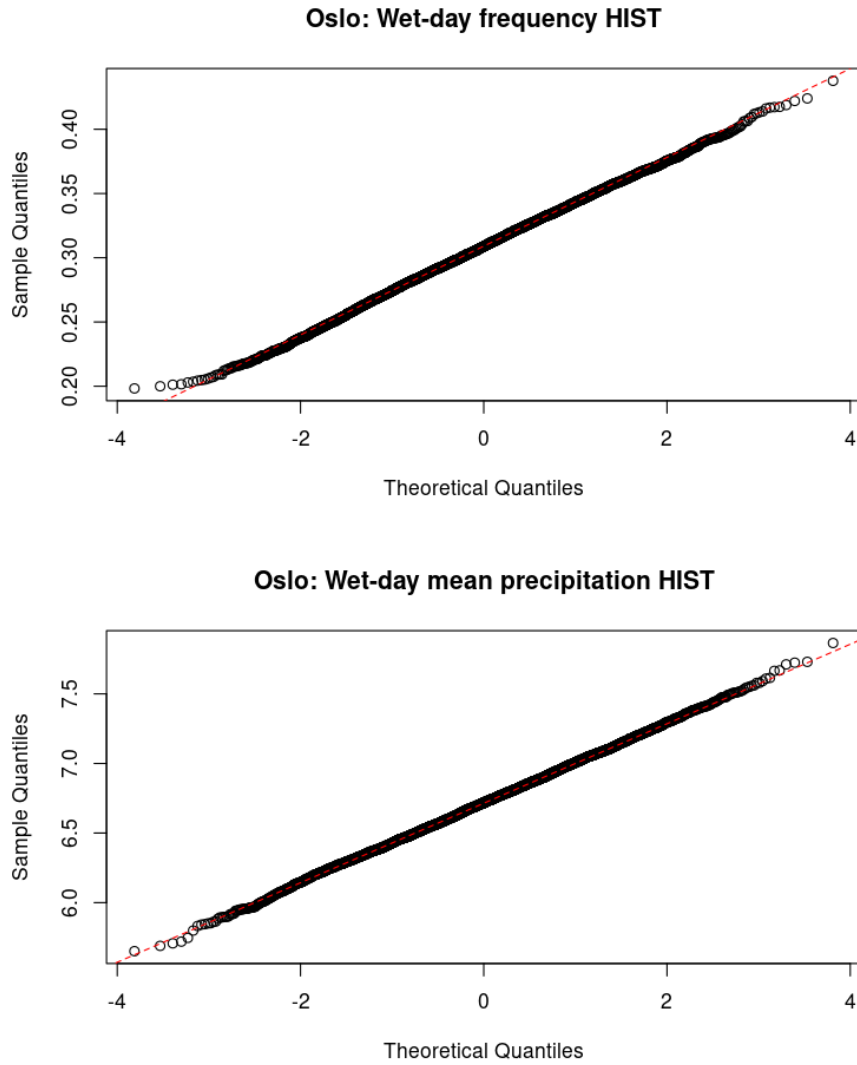 Oslo: Wet-day frequency HIST
Sample Quantiles
0.40
0.35
0.30
0.25
0.20
-4 -2 0 2 4
Theoretical Quantiles
Oslo: Wet-day mean precipitation HIST
Sample Quantiles
7.5
7.0
6.5
6.0
-4 -2 0 2 4
Theoretical Quantiles